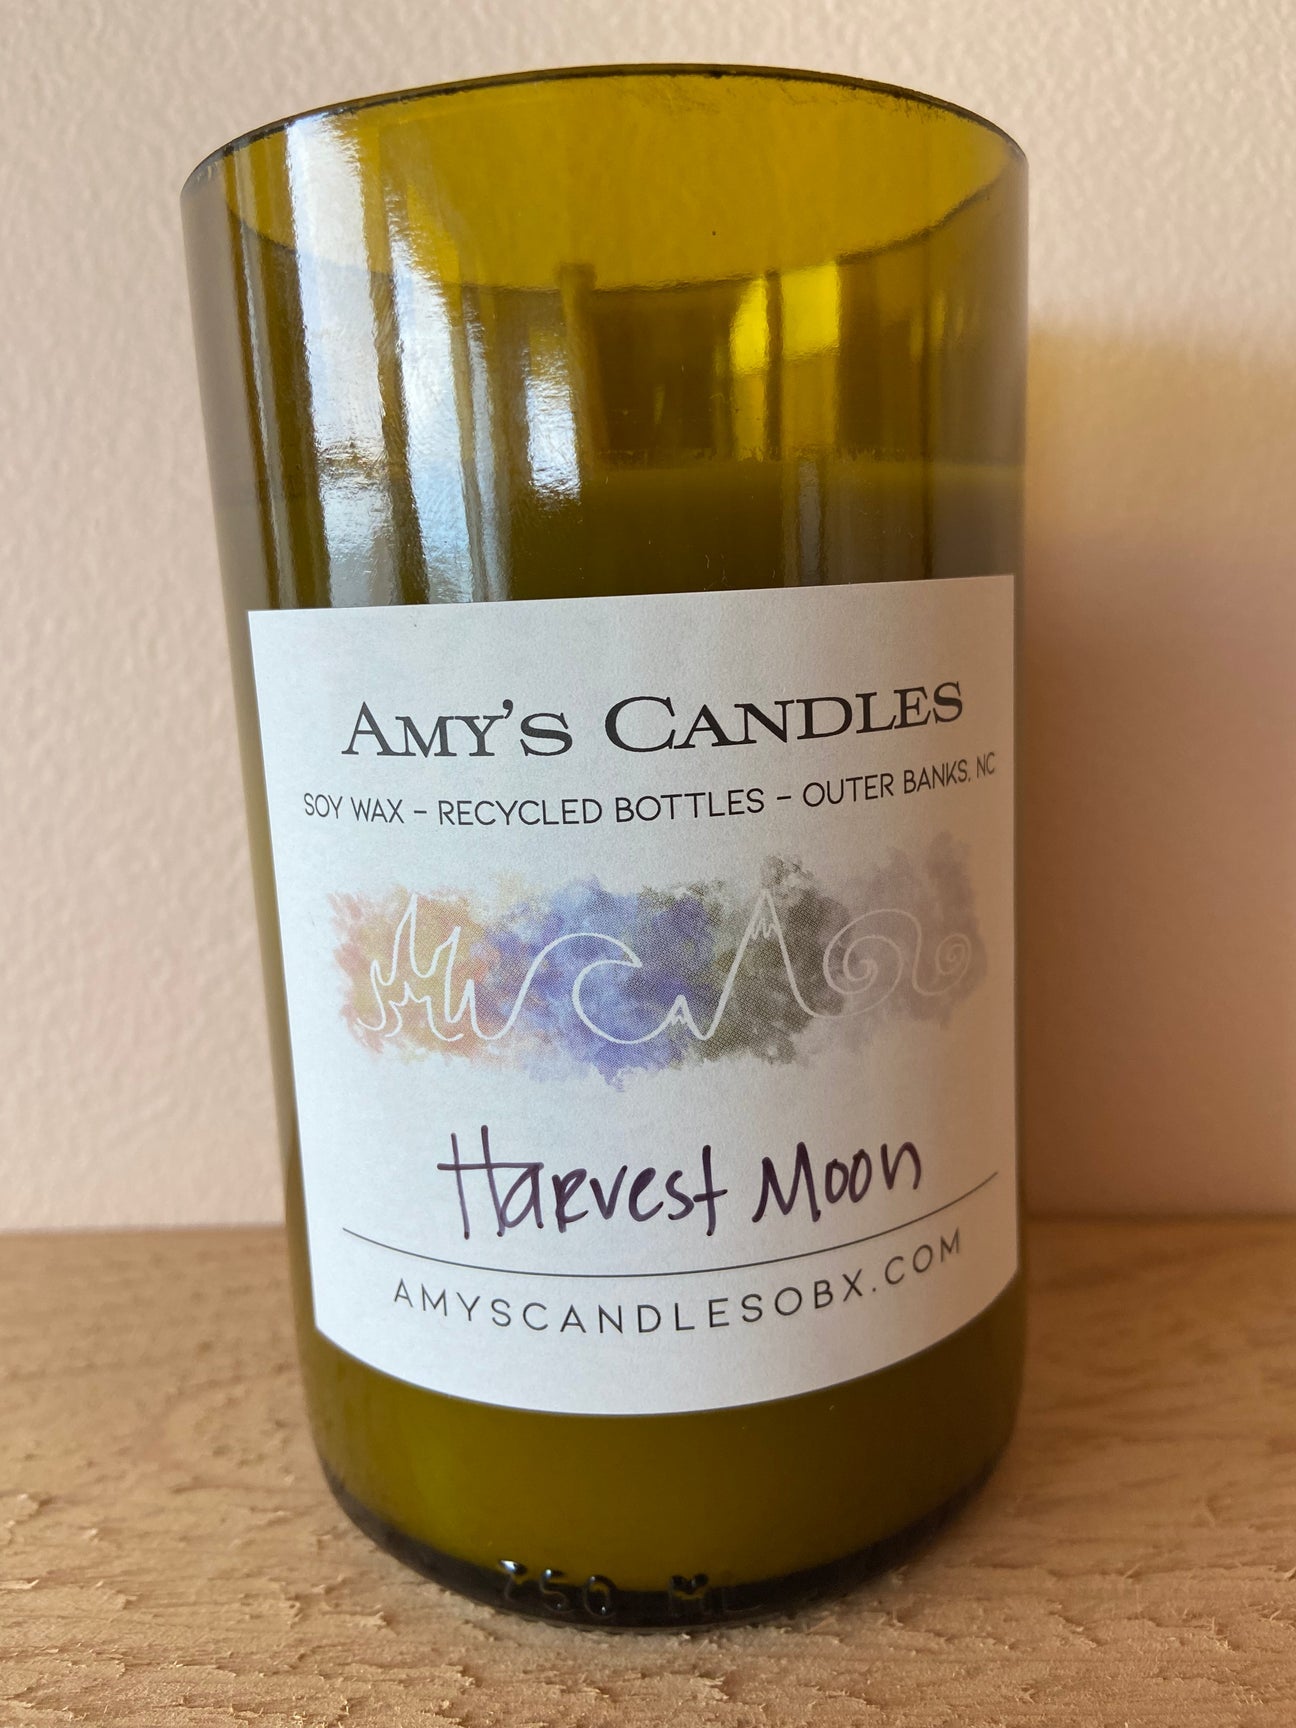 AMY'S CANDLES
SOY WAX - RECYCLED BOTTLES - OUTER BANKS, NC
Harvest Moon
AMYSCANDLESOBX.COM
750 ML